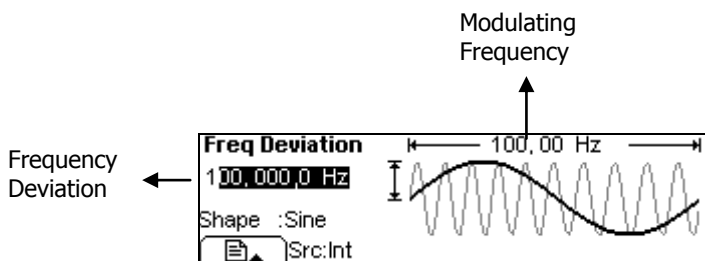 Modulating
Frequency
Freq Deviation
100, 00 Hz
Frequency
Deviation
100, 000,0 Hz
Shape :Sine
Src:Int